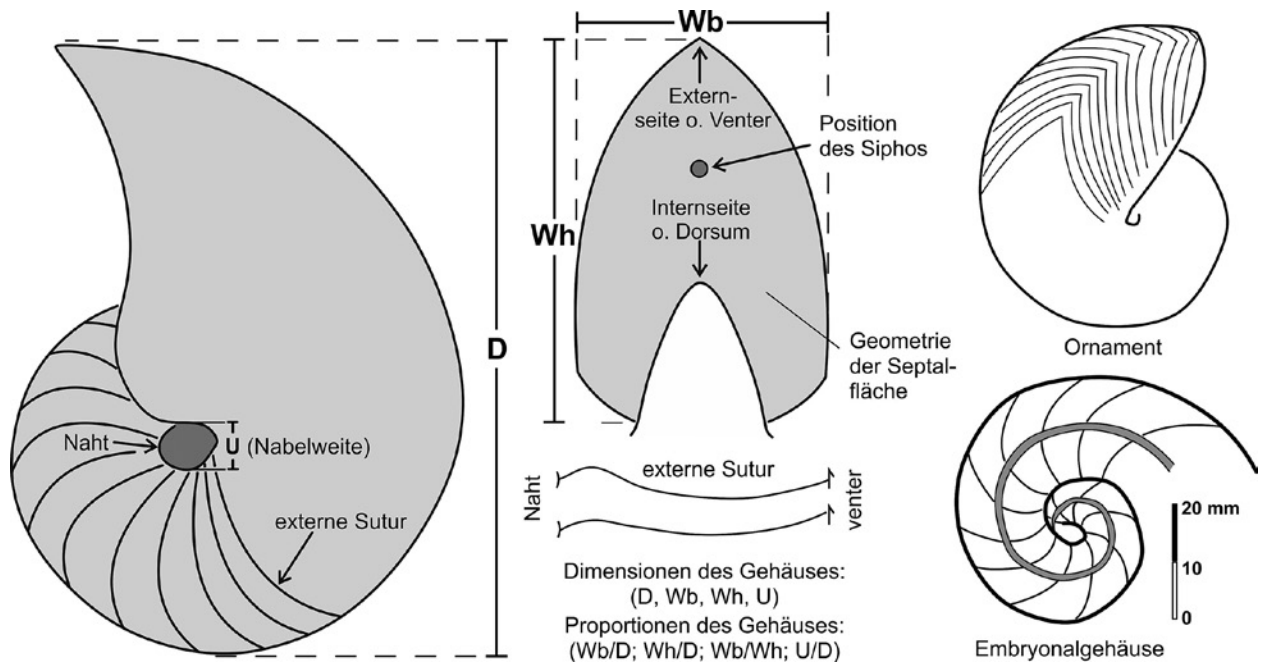 Wb
Extern-
seite o. Venter
Position
des Siphos
Internseite
o. Dorsum
Wh
D
Geometrie
der Septal-
fläche
Ornament
Naht
U (Nabelweite)
externe Sutur
Naht
externe Sutur
venter
Dimensionen des Gehäuses:
(D, Wb, Wh, U)
Proportionen des Gehäuses:
(Wb/D; Wh/D; Wb/Wh; U/D)
20 mm
10
0
Embryonalgehäuse